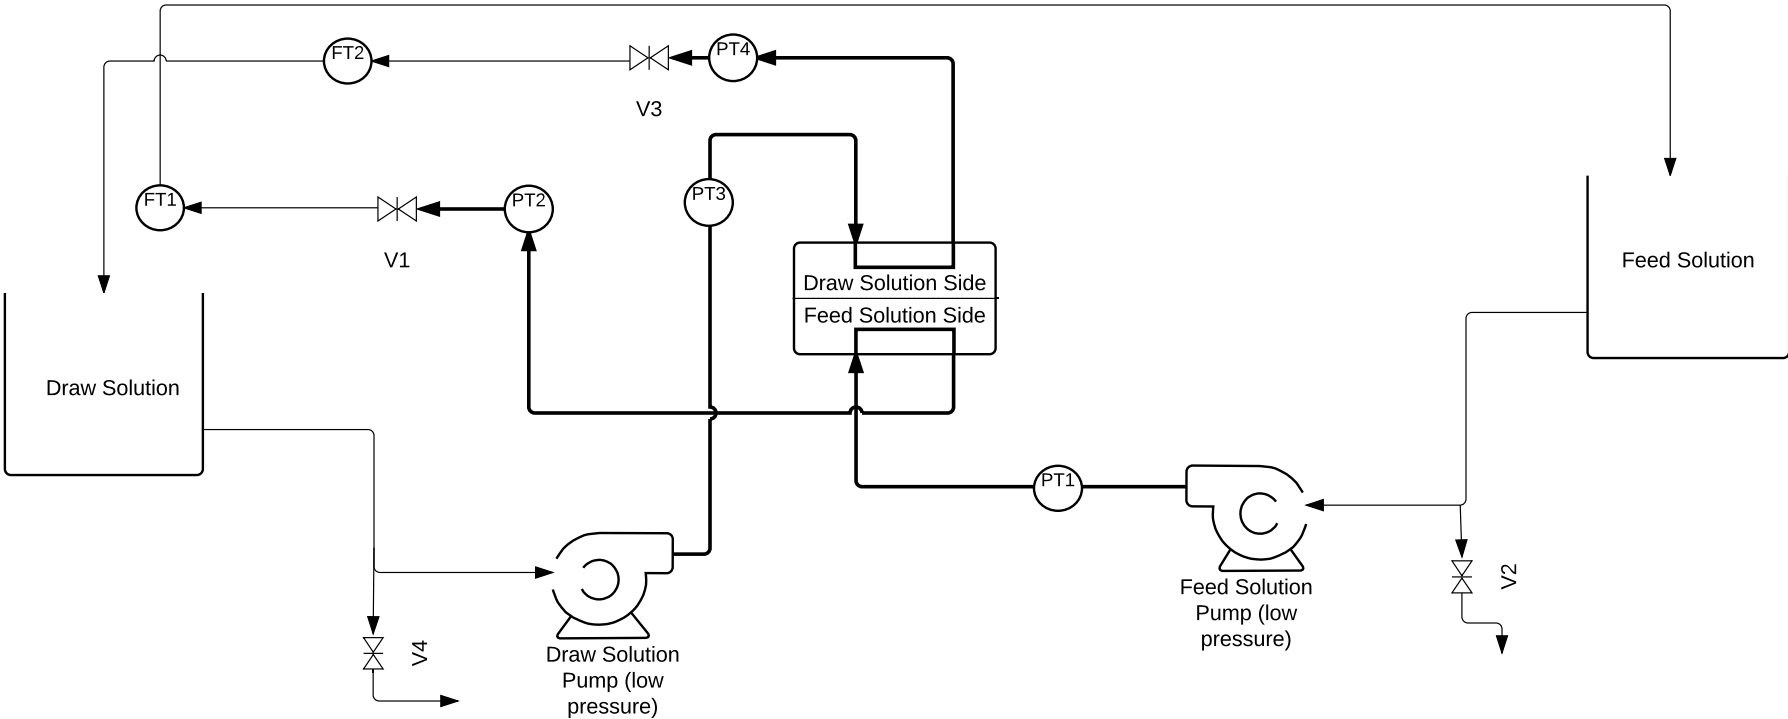 FT2
PT4
V3
FT1
PT2
PT3
V1
Draw Solution Side
Feed Solution Side
Feed Solution
Draw Solution
PT1
V2
Feed Solution
Pump (low
pressure)
V4
Draw Solution
Pump (low
pressure)